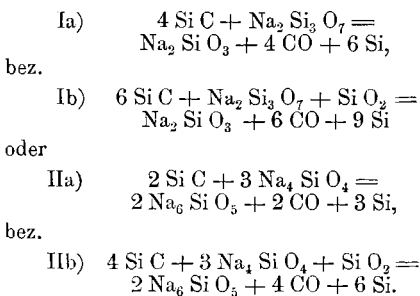 Ia) 4 Si C + Na₂ Si₃ O₇ =
Na₂ Si O₃ + 4 CO + 6 Si,
bez.
Ib) 6 Si C + Na₂ Si₃ O₇ + Si O₂ =
Na₂ Si O₃ + 6 CO + 9 Si
oder
IIa) 2 Si C + 3 Na₄ Si O₄ =
2 Na₆ Si O₅ + 2 CO + 3 Si,
bez.
IIb) 4 Si C + 3 Na₄ Si O₄ + Si O₂ =
2 Na₆ Si O₅ + 4 CO + 6 Si.